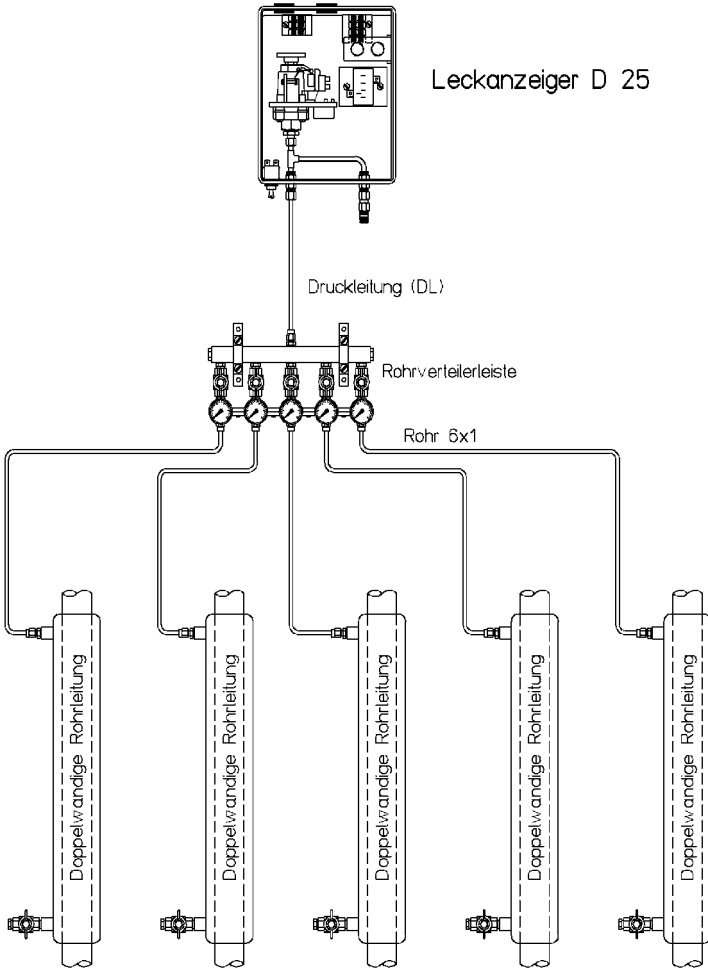 Leckanzeiger D 25
Druckleitung (DL)
Rohrverteilerleiste
Rohr 6x1
Doppelwandige Rohrleitung
Doppelwandige Rohrleitung
Doppelwandige Rohrleitung
Doppelwandige Rohrleitung
Doppelwandige Rohrleitung